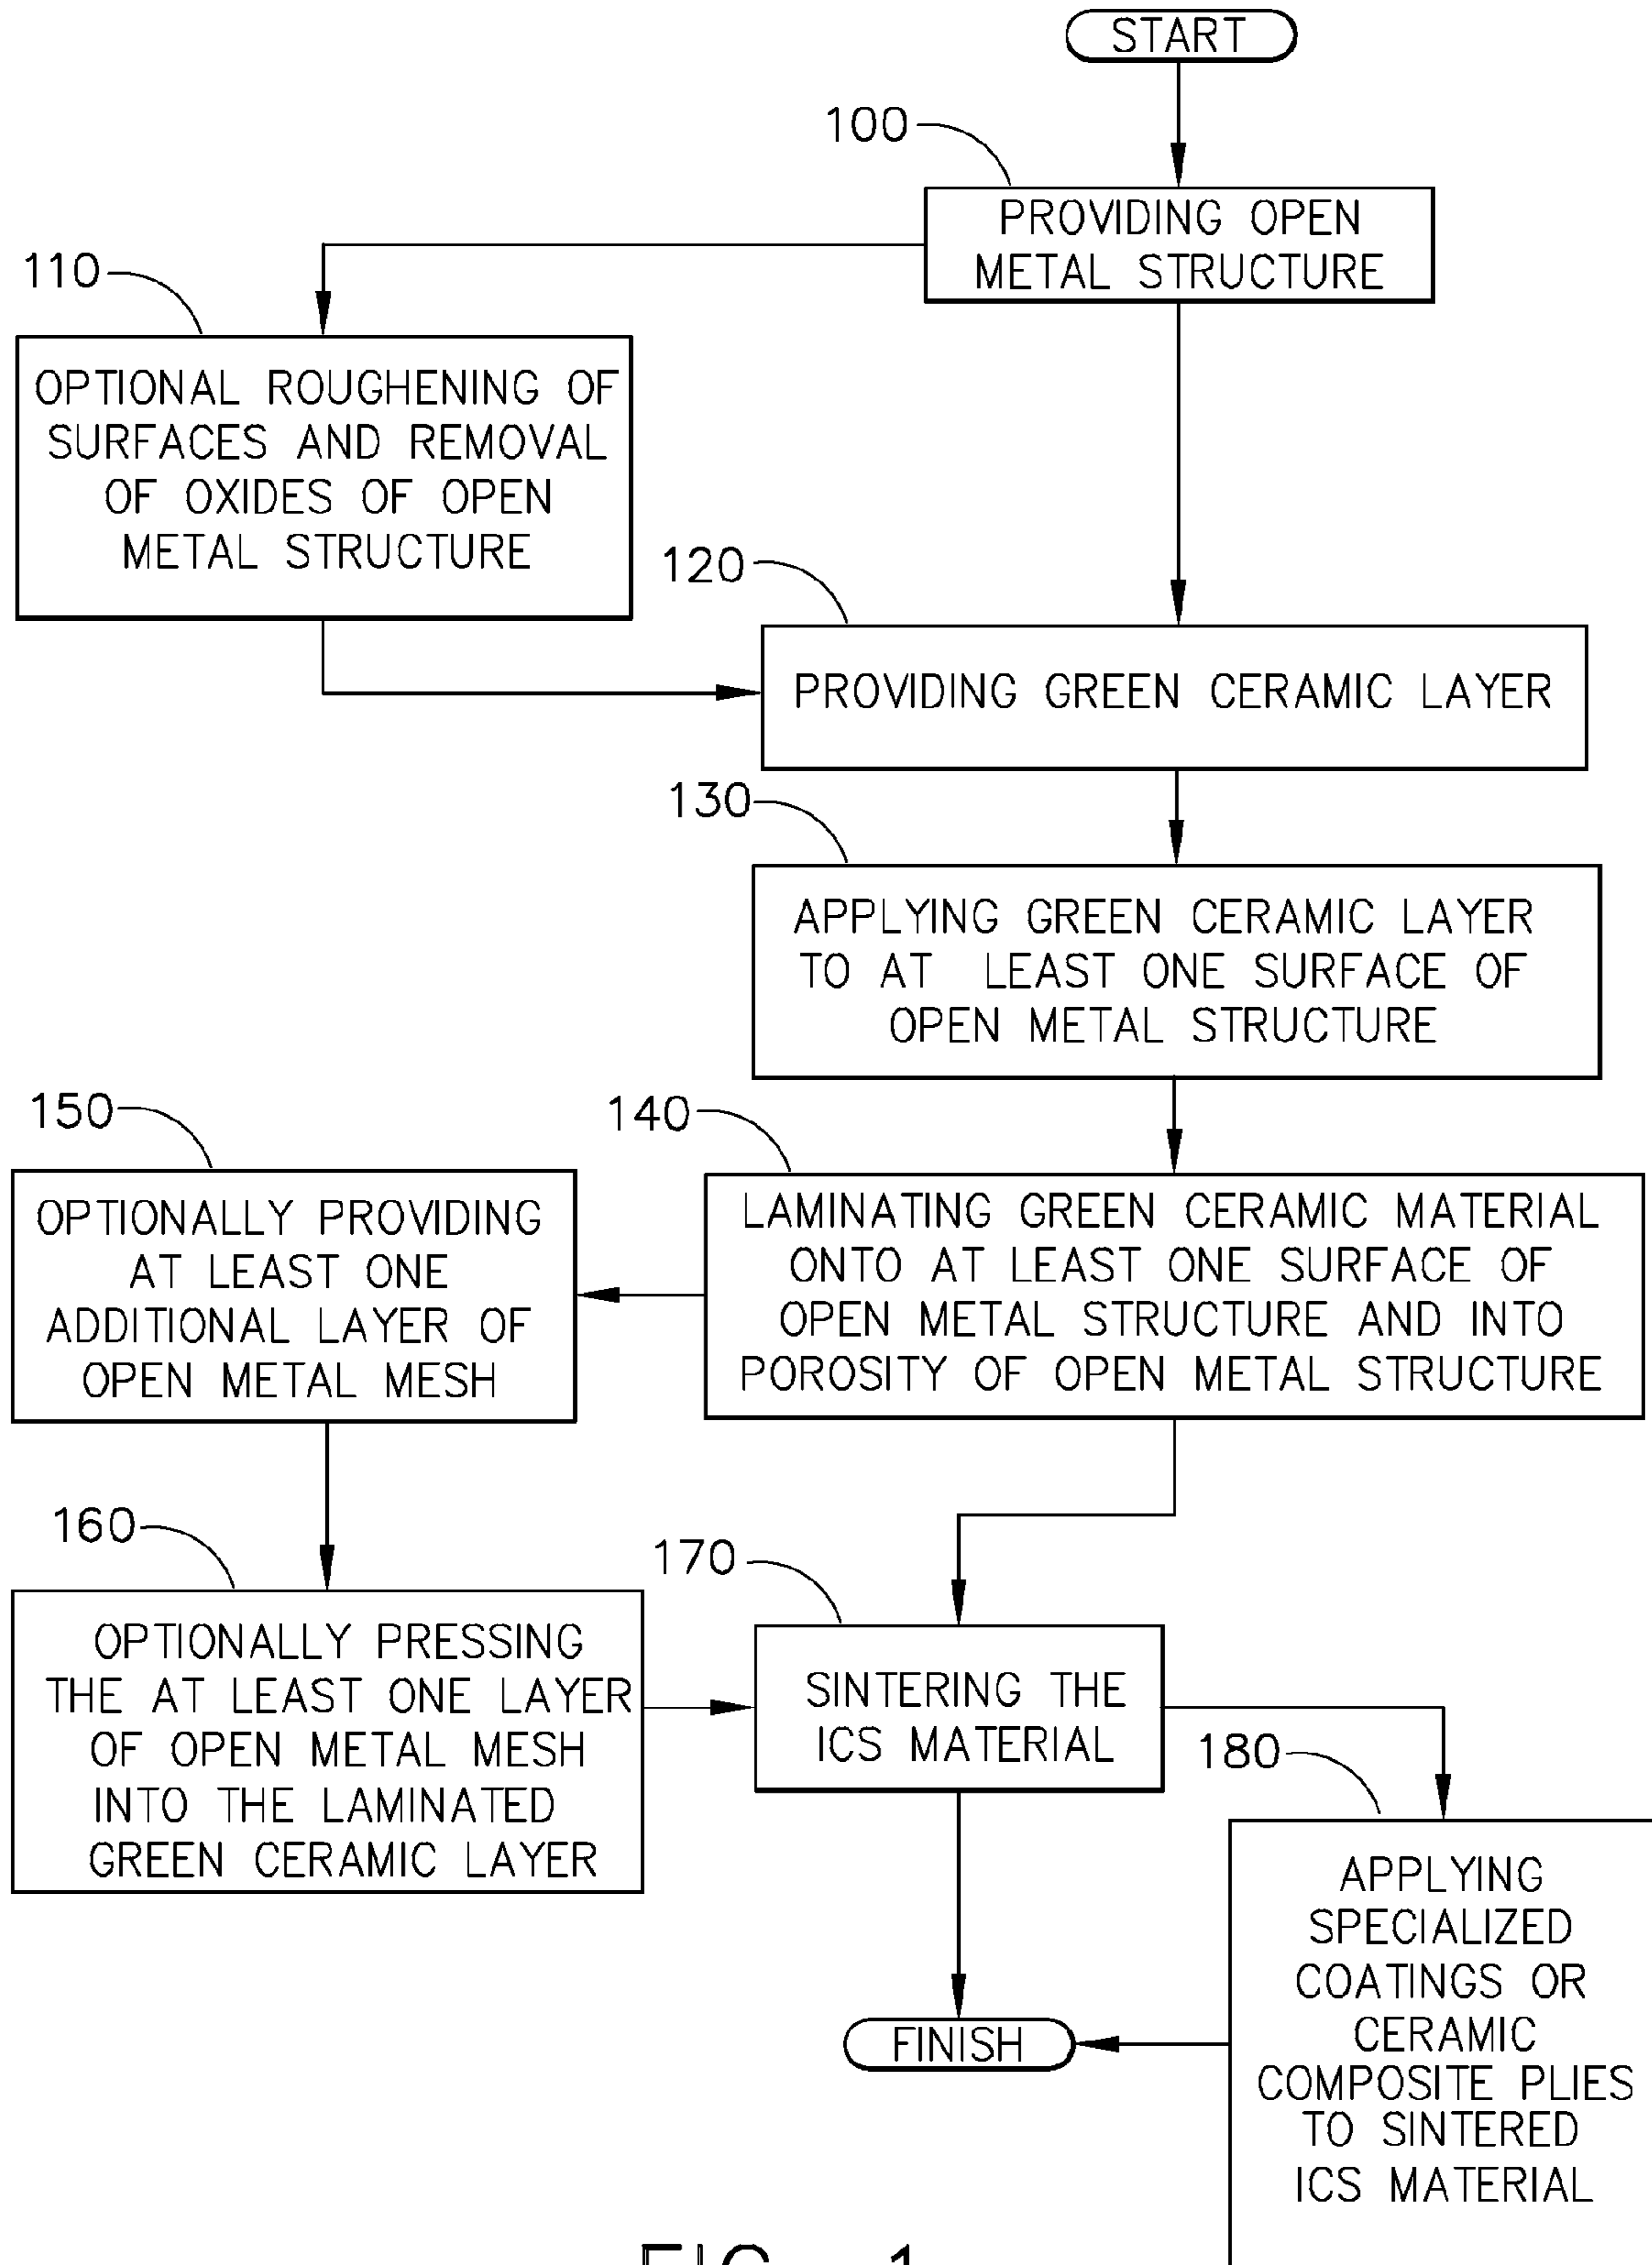 START
100
PROVIDING OPEN
METAL STRUCTURE
110
OPTIONAL ROUGHENING OF
SURFACES AND REMOVAL
OF OXIDES OF OPEN
METAL STRUCTURE
120
PROVIDING GREEN CERAMIC LAYER
130
APPLYING GREEN CERAMIC LAYER
TO AT LEAST ONE SURFACE OF
OPEN METAL STRUCTURE
140
LAMINATING GREEN CERAMIC MATERIAL
ONTO AT LEAST ONE SURFACE OF
OPEN METAL STRUCTURE AND INTO
POROSITY OF OPEN METAL STRUCTURE
150
OPTIONALLY PROVIDING
AT LEAST ONE
ADDITIONAL LAYER OF
OPEN METAL MESH
160
OPTIONALLY PRESSING
THE AT LEAST ONE LAYER
OF OPEN METAL MESH
INTO THE LAMINATED
GREEN CERAMIC LAYER
170
SINTERING THE
ICS MATERIAL
180
APPLYING
SPECIALIZED
COATINGS OR
CERAMIC
COMPOSITE PLIES
TO SINTERED
ICS MATERIAL
FINISH
FIG. 1